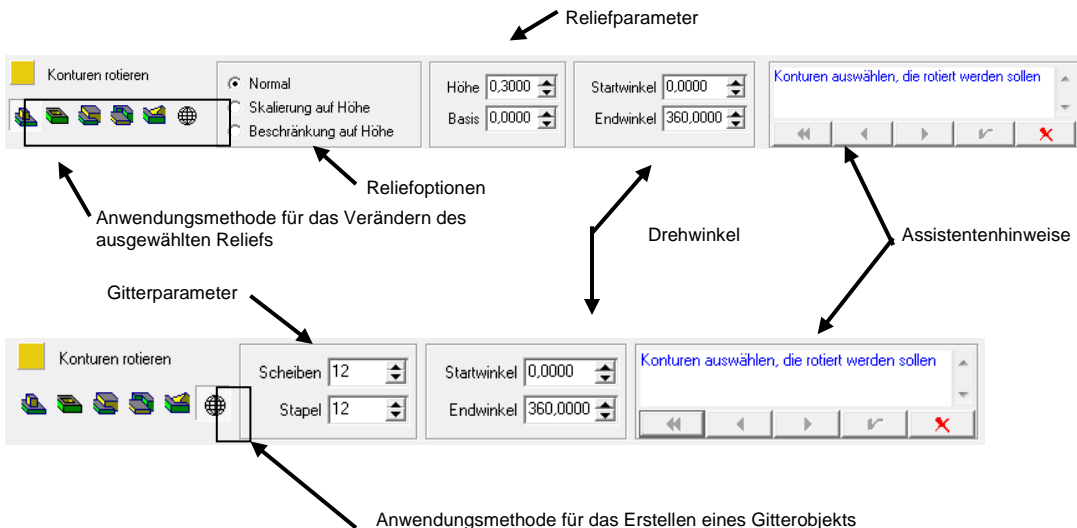 Reliefparameter
Konturen rotieren
Normal
Skalierung auf Höhe
Beschränkung auf Höhe
Höhe 0,3000
Basis 0,0000
Startwinkel 0,0000
Endwinkel 360,0000
Konturen auswählen, die rotiert werden sollen
Reliefoptionen
Anwendungsmethode für das Verändern des
ausgewählten Reliefs
Drehwinkel
Assistentenhinweise
Gitterparameter
Konturen rotieren
Scheiben 12
Stapel 12
Startwinkel 0,0000
Endwinkel 360,0000
Konturen auswählen, die rotiert werden sollen
Anwendungsmethode für das Erstellen eines Gitterobjekts